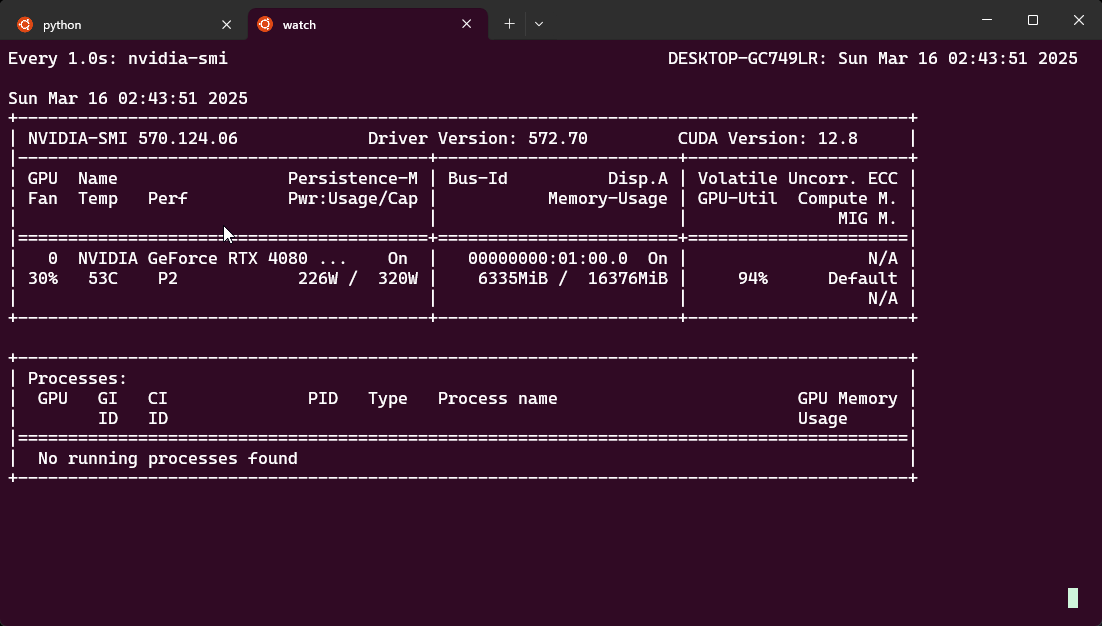 python
watch
Every 1.0s: nvidia-smi                                            DESKTOP-GC749LR: Sun Mar 16 02:43:51 2025
Sun Mar 16 02:43:51 2025
+-----------------------------------------------------------------------------------------+
| NVIDIA-SMI 570.124.06             Driver Version: 572.70         CUDA Version: 12.8     |
|-----------------------------------------+------------------------+----------------------+
| GPU  Name                 Persistence-M | Bus-Id          Disp.A | Volatile Uncorr. ECC |
| Fan  Temp   Perf          Pwr:Usage/Cap |           Memory-Usage | GPU-Util  Compute M. |
|                                         |                        |               MIG M. |
|=========================================+========================+======================|
|   0  NVIDIA GeForce RTX 4080 ...    On  |   00000000:01:00.0  On |                  N/A |
| 30%   53C    P2            226W /  320W |    6335MiB /  16376MiB |     94%      Default |
|                                         |                        |                  N/A |
+-----------------------------------------+------------------------+----------------------+
+-----------------------------------------------------------------------------------------+
| Processes:                                                                              |
|  GPU   GI   CI              PID   Type   Process name                        GPU Memory |
|        ID   ID                                                               Usage      |
|=========================================================================================|
|  No running processes found                                                             |
+-----------------------------------------------------------------------------------------+